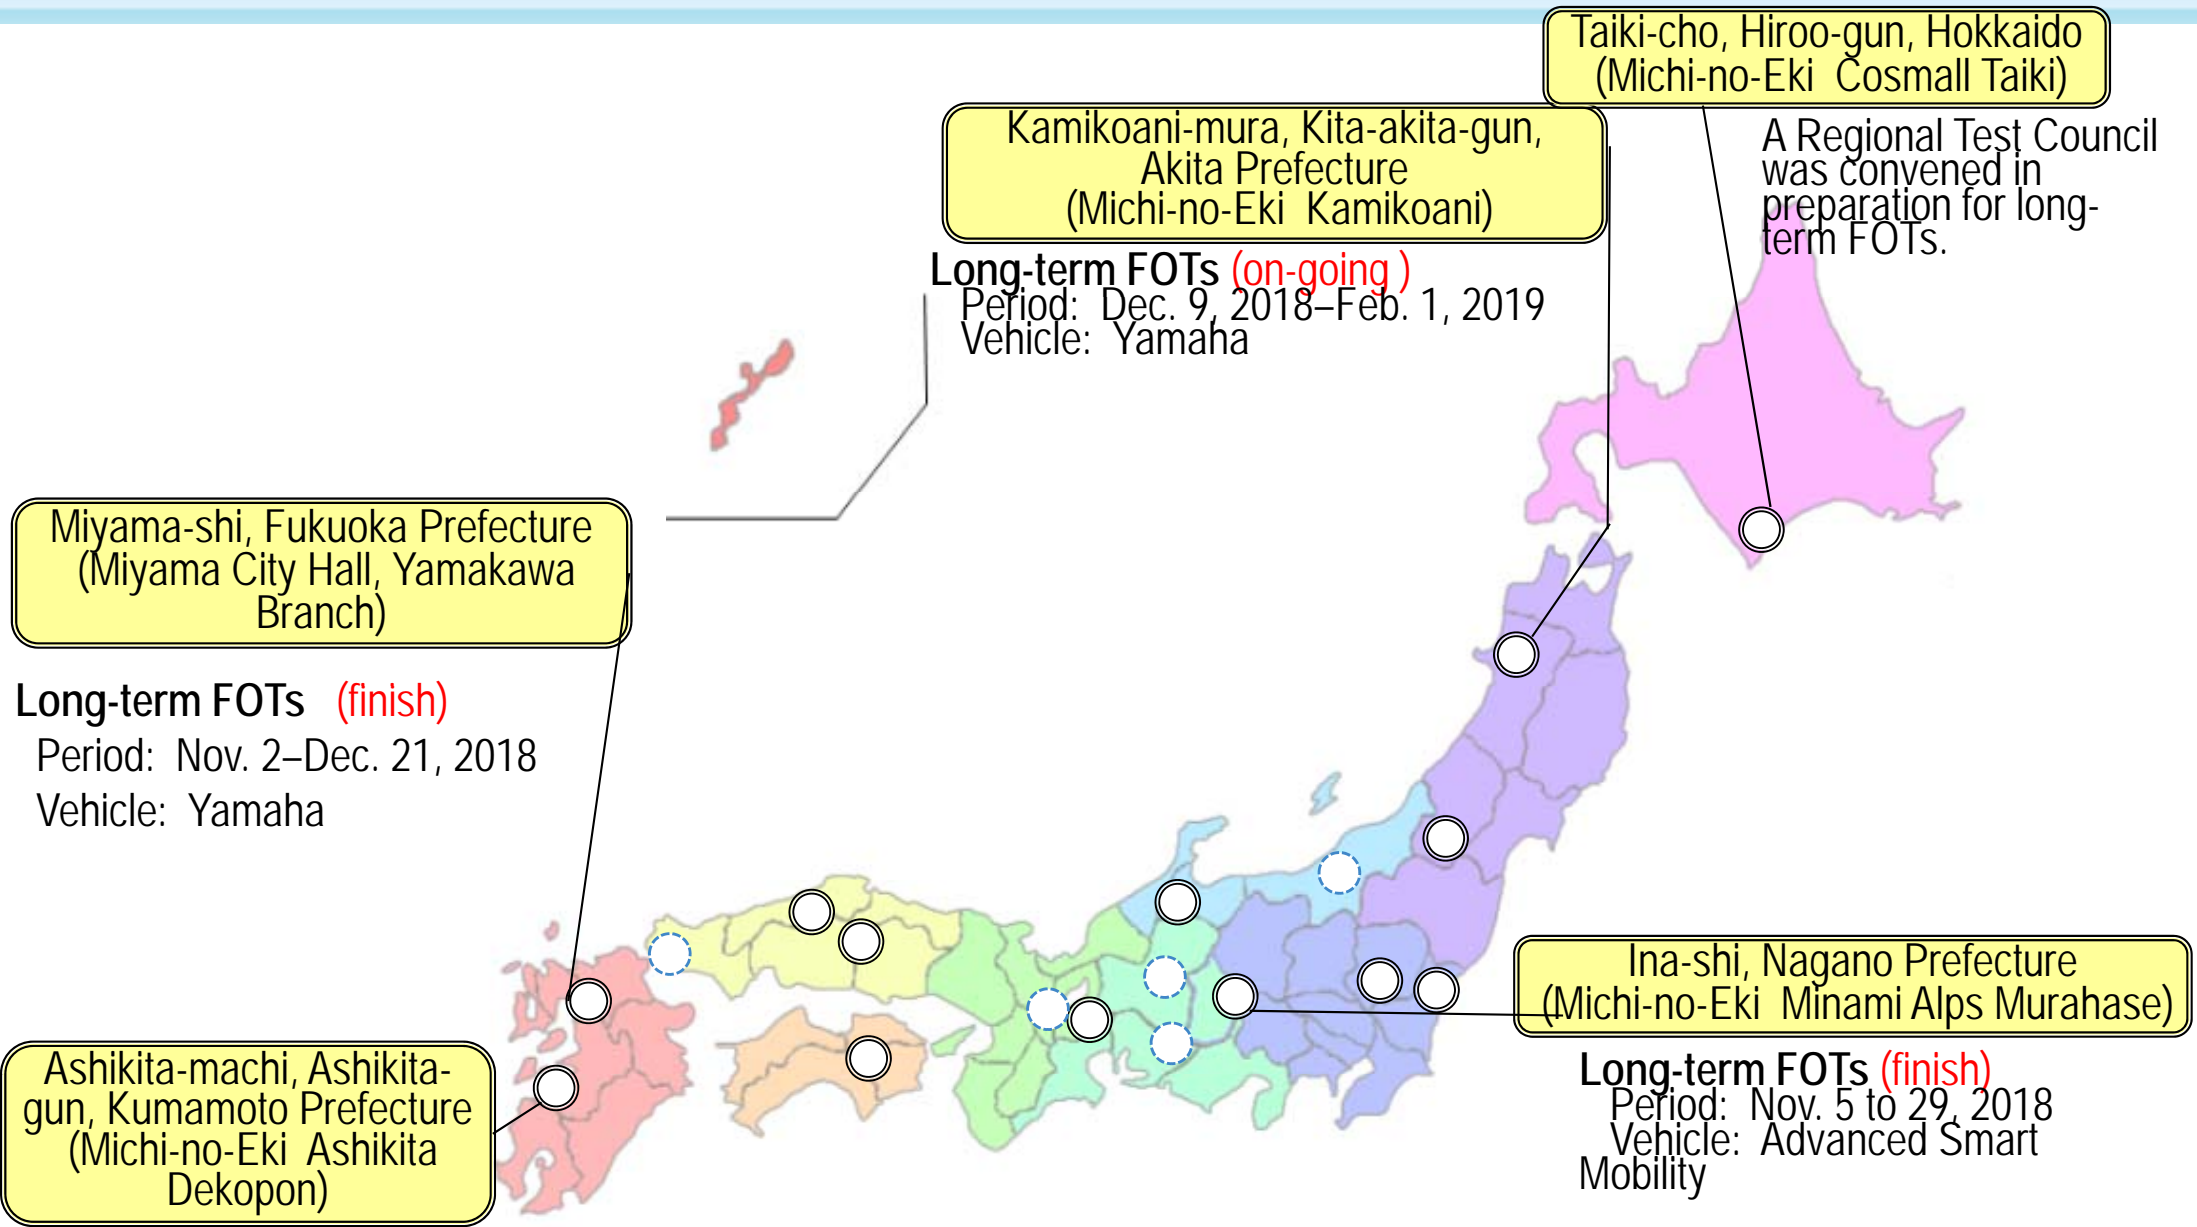 Taiki-cho, Hiroo-gun, Hokkaido
(Michi-no-Eki Cosmall Taiki)
A Regional Test Council
was convened in
preparation for long-
term FOTs.
Kamikoani-mura, Kita-akita-gun,
Akita Prefecture
(Michi-no-Eki Kamikoani)
Long-term FOTs (on-going )
Period: Dec. 9, 2018–Feb. 1, 2019
Vehicle: Yamaha
Miyama-shi, Fukuoka Prefecture
(Miyama City Hall, Yamakawa
Branch)
Long-term FOTs (finish)
Period: Nov. 2–Dec. 21, 2018
Vehicle: Yamaha
Ina-shi, Nagano Prefecture
(Michi-no-Eki Minami Alps Murahase)
Long-term FOTs (finish)
Period: Nov. 5 to 29, 2018
Vehicle: Advanced Smart
Mobility
Ashikita-machi, Ashikita-
gun, Kumamoto Prefecture
(Michi-no-Eki Ashikita
Dekopon)